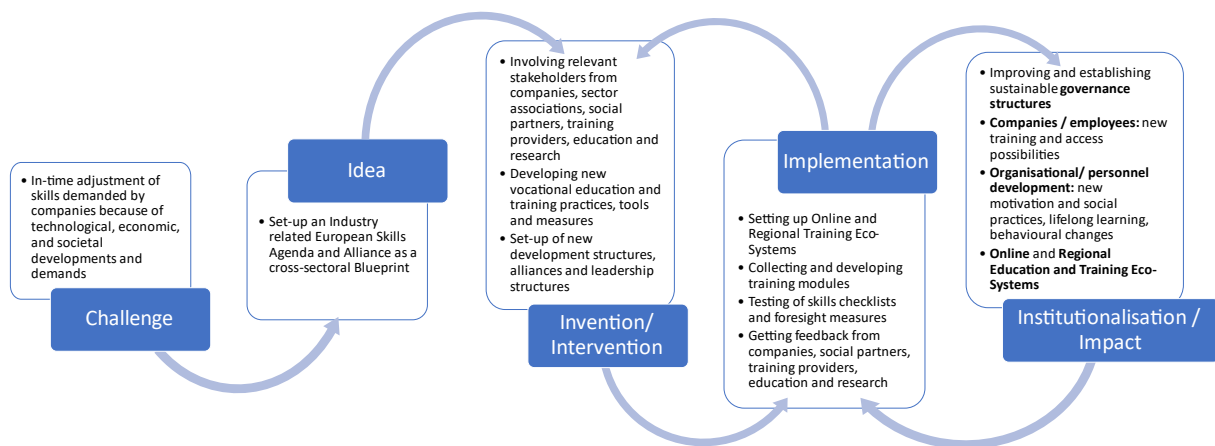 • In-time adjustment of
skills demanded by
companies because of
technological, economic,
and societal
developments and
demands
Challenge
Idea
• Set-up an Industry
related European Skills
Agenda and Alliance as a
cross-sectoral Blueprint
• Involving relevant
stakeholders from
companies, sector
associations, social
partners, training
providers, education and
research
• Developing new
vocational education and
training practices, tools
and measures
• Set-up of new
development structures,
alliances and leadership
structures
Invention/
Intervention
Implementation
• Setting up Online and
Regional Training Eco-
Systems
• Collecting and developing
training modules
• Testing of skills checklists
and foresight measures
• Getting feedback from
companies, social partners,
training providers,
education and research
• Improving and establishing
sustainable governance
structures
• Companies / employees: new
training and access
possibilities
• Organisational/ personnel
development: new
motivation and social
practices, lifelong learning,
behavioural changes
• Online and Regional
Education and Training Eco-
Systems
Institutionalisation /
Impact